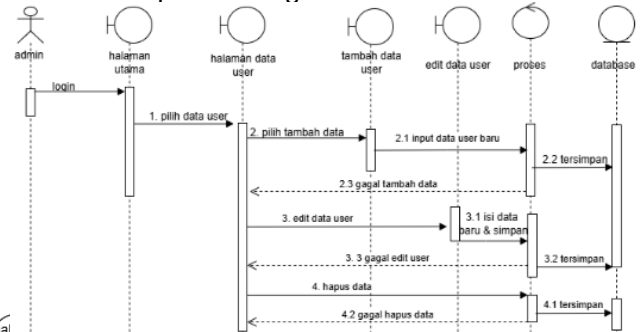 admin
halaman
utama
halaman data
user
tambah data
user
edit data user
proses
database
login
1. pilih data user
2. pilih tambah data
2.1 input data user baru
2.2 tersimpan
2.3 gagal tambah data
3. edit data user
3.1 isi data
baru & simpan
3. 3 gagal edit user
3.2 tersimpan
4. hapus data
4.1 tersimpan
4.2 gagal hapus data